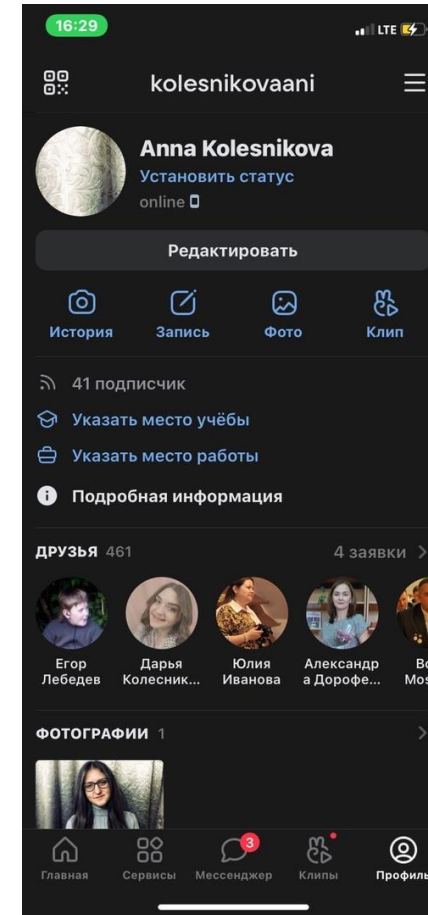 16:29 LTE
kolesnikovaani
Anna Kolesnikova
Установить статус
online
Редактировать
История Запись Фото Клип
41 подписчик
Указать место учёбы
Указать место работы
Подробная информация
ДРУЗЬЯ 461 4 заявки
Егор Дарья Юлия Александр
Лебедев Колесник... Иванова а Дорофе...
ФОТОГРАФИИ 1
3
Главная Сервисы Мессенджер Клипы Профиль